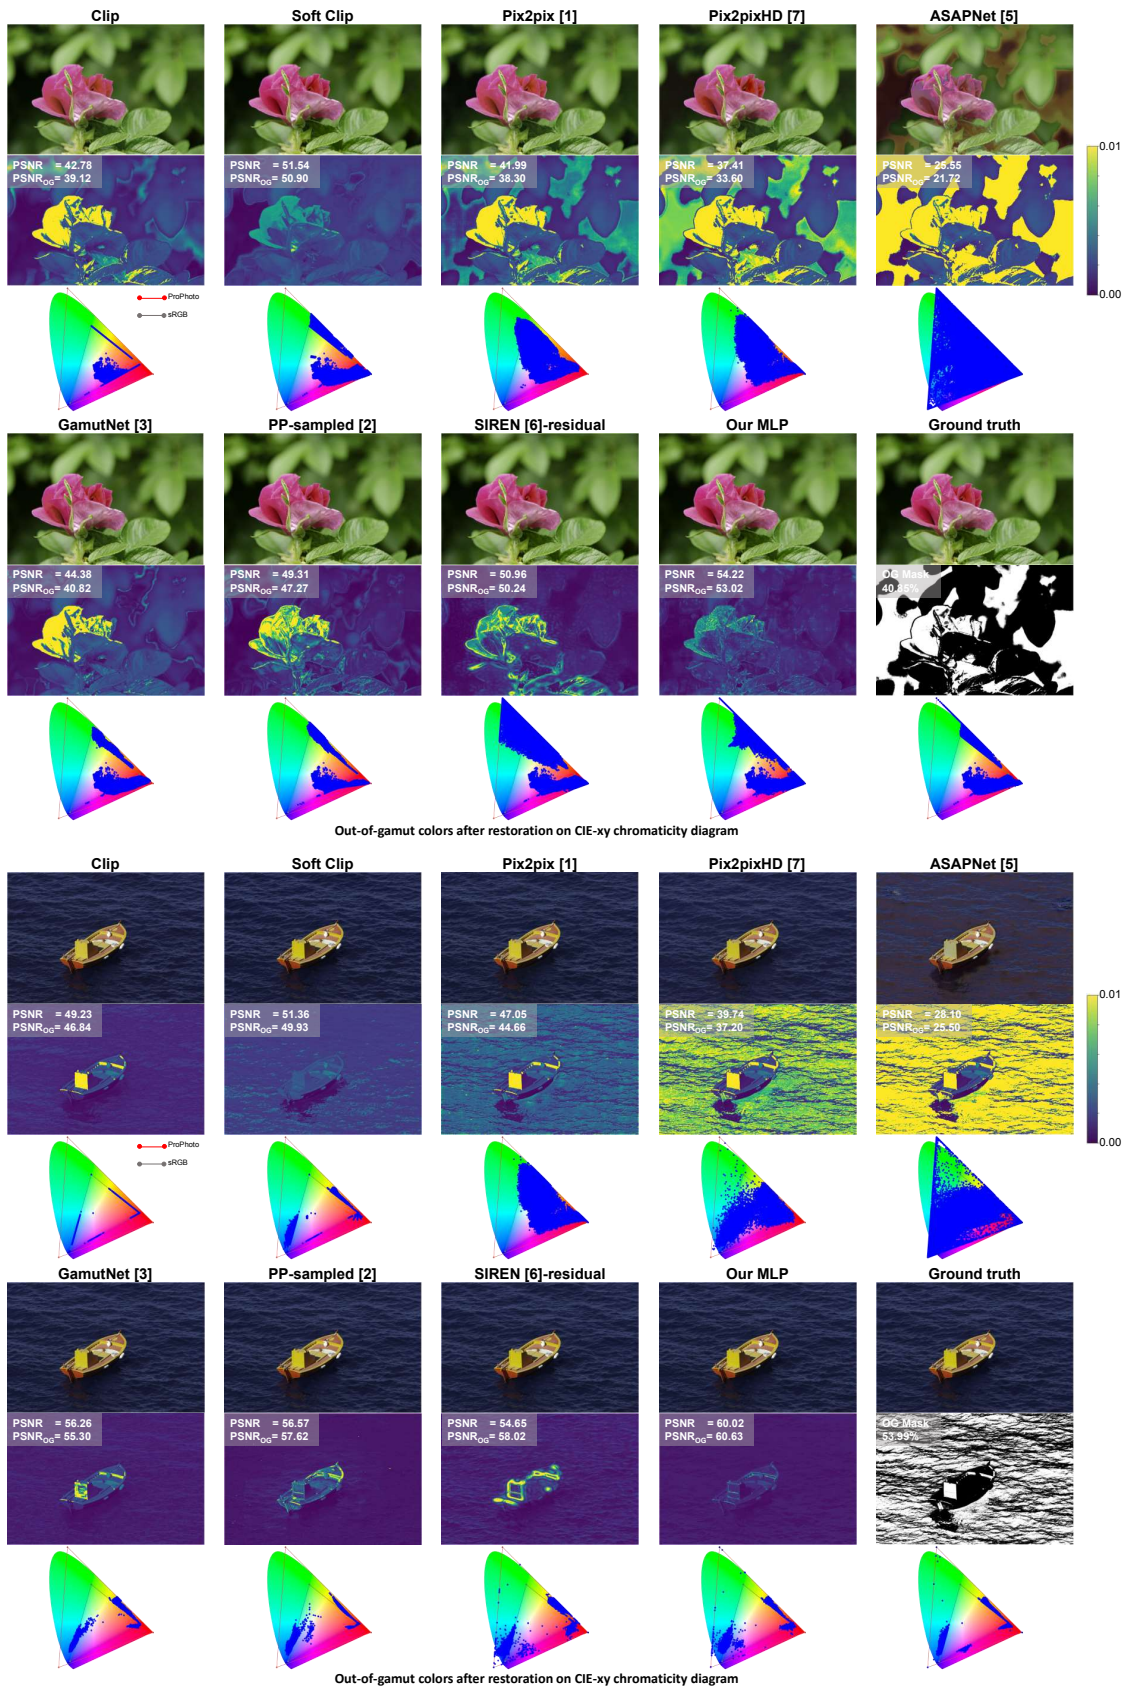 Clip
Soft Clip
Pix2pix [1]
Pix2pixHD [7]
ASAPNet [5]
PSNR = 42.78
PSNROG = 39.12
PSNR = 51.54
PSNROG = 50.90
PSNR = 41.99
PSNROG = 38.30
PSNR = 37.41
PSNROG = 33.60
PSNR = 25.55
PSNROG = 21.72
0.01
0.00
ProPhoto
sRGB
GamutNet [3]
PP-sampled [2]
SIREN [6]-residual
Our MLP
Ground truth
PSNR = 44.38
PSNROG = 40.82
PSNR = 49.31
PSNROG = 47.27
PSNR = 50.96
PSNROG = 50.24
PSNR = 54.22
PSNROG = 53.02
OG Mask
40.85%
Out-of-gamut colors after restoration on CIE-xy chromaticity diagram
Clip
Soft Clip
Pix2pix [1]
Pix2pixHD [7]
ASAPNet [5]
PSNR = 49.23
PSNROG = 46.84
PSNR = 51.36
PSNROG = 49.93
PSNR = 47.05
PSNROG = 44.66
PSNR = 39.74
PSNROG = 37.20
PSNR = 28.10
PSNROG = 25.50
0.01
0.00
ProPhoto
sRGB
GamutNet [3]
PP-sampled [2]
SIREN [6]-residual
Our MLP
Ground truth
PSNR = 56.26
PSNROG = 55.30
PSNR = 56.57
PSNROG = 57.62
PSNR = 54.65
PSNROG = 58.02
PSNR = 60.02
PSNROG = 60.63
OG Mask
53.99%
Out-of-gamut colors after restoration on CIE-xy chromaticity diagram